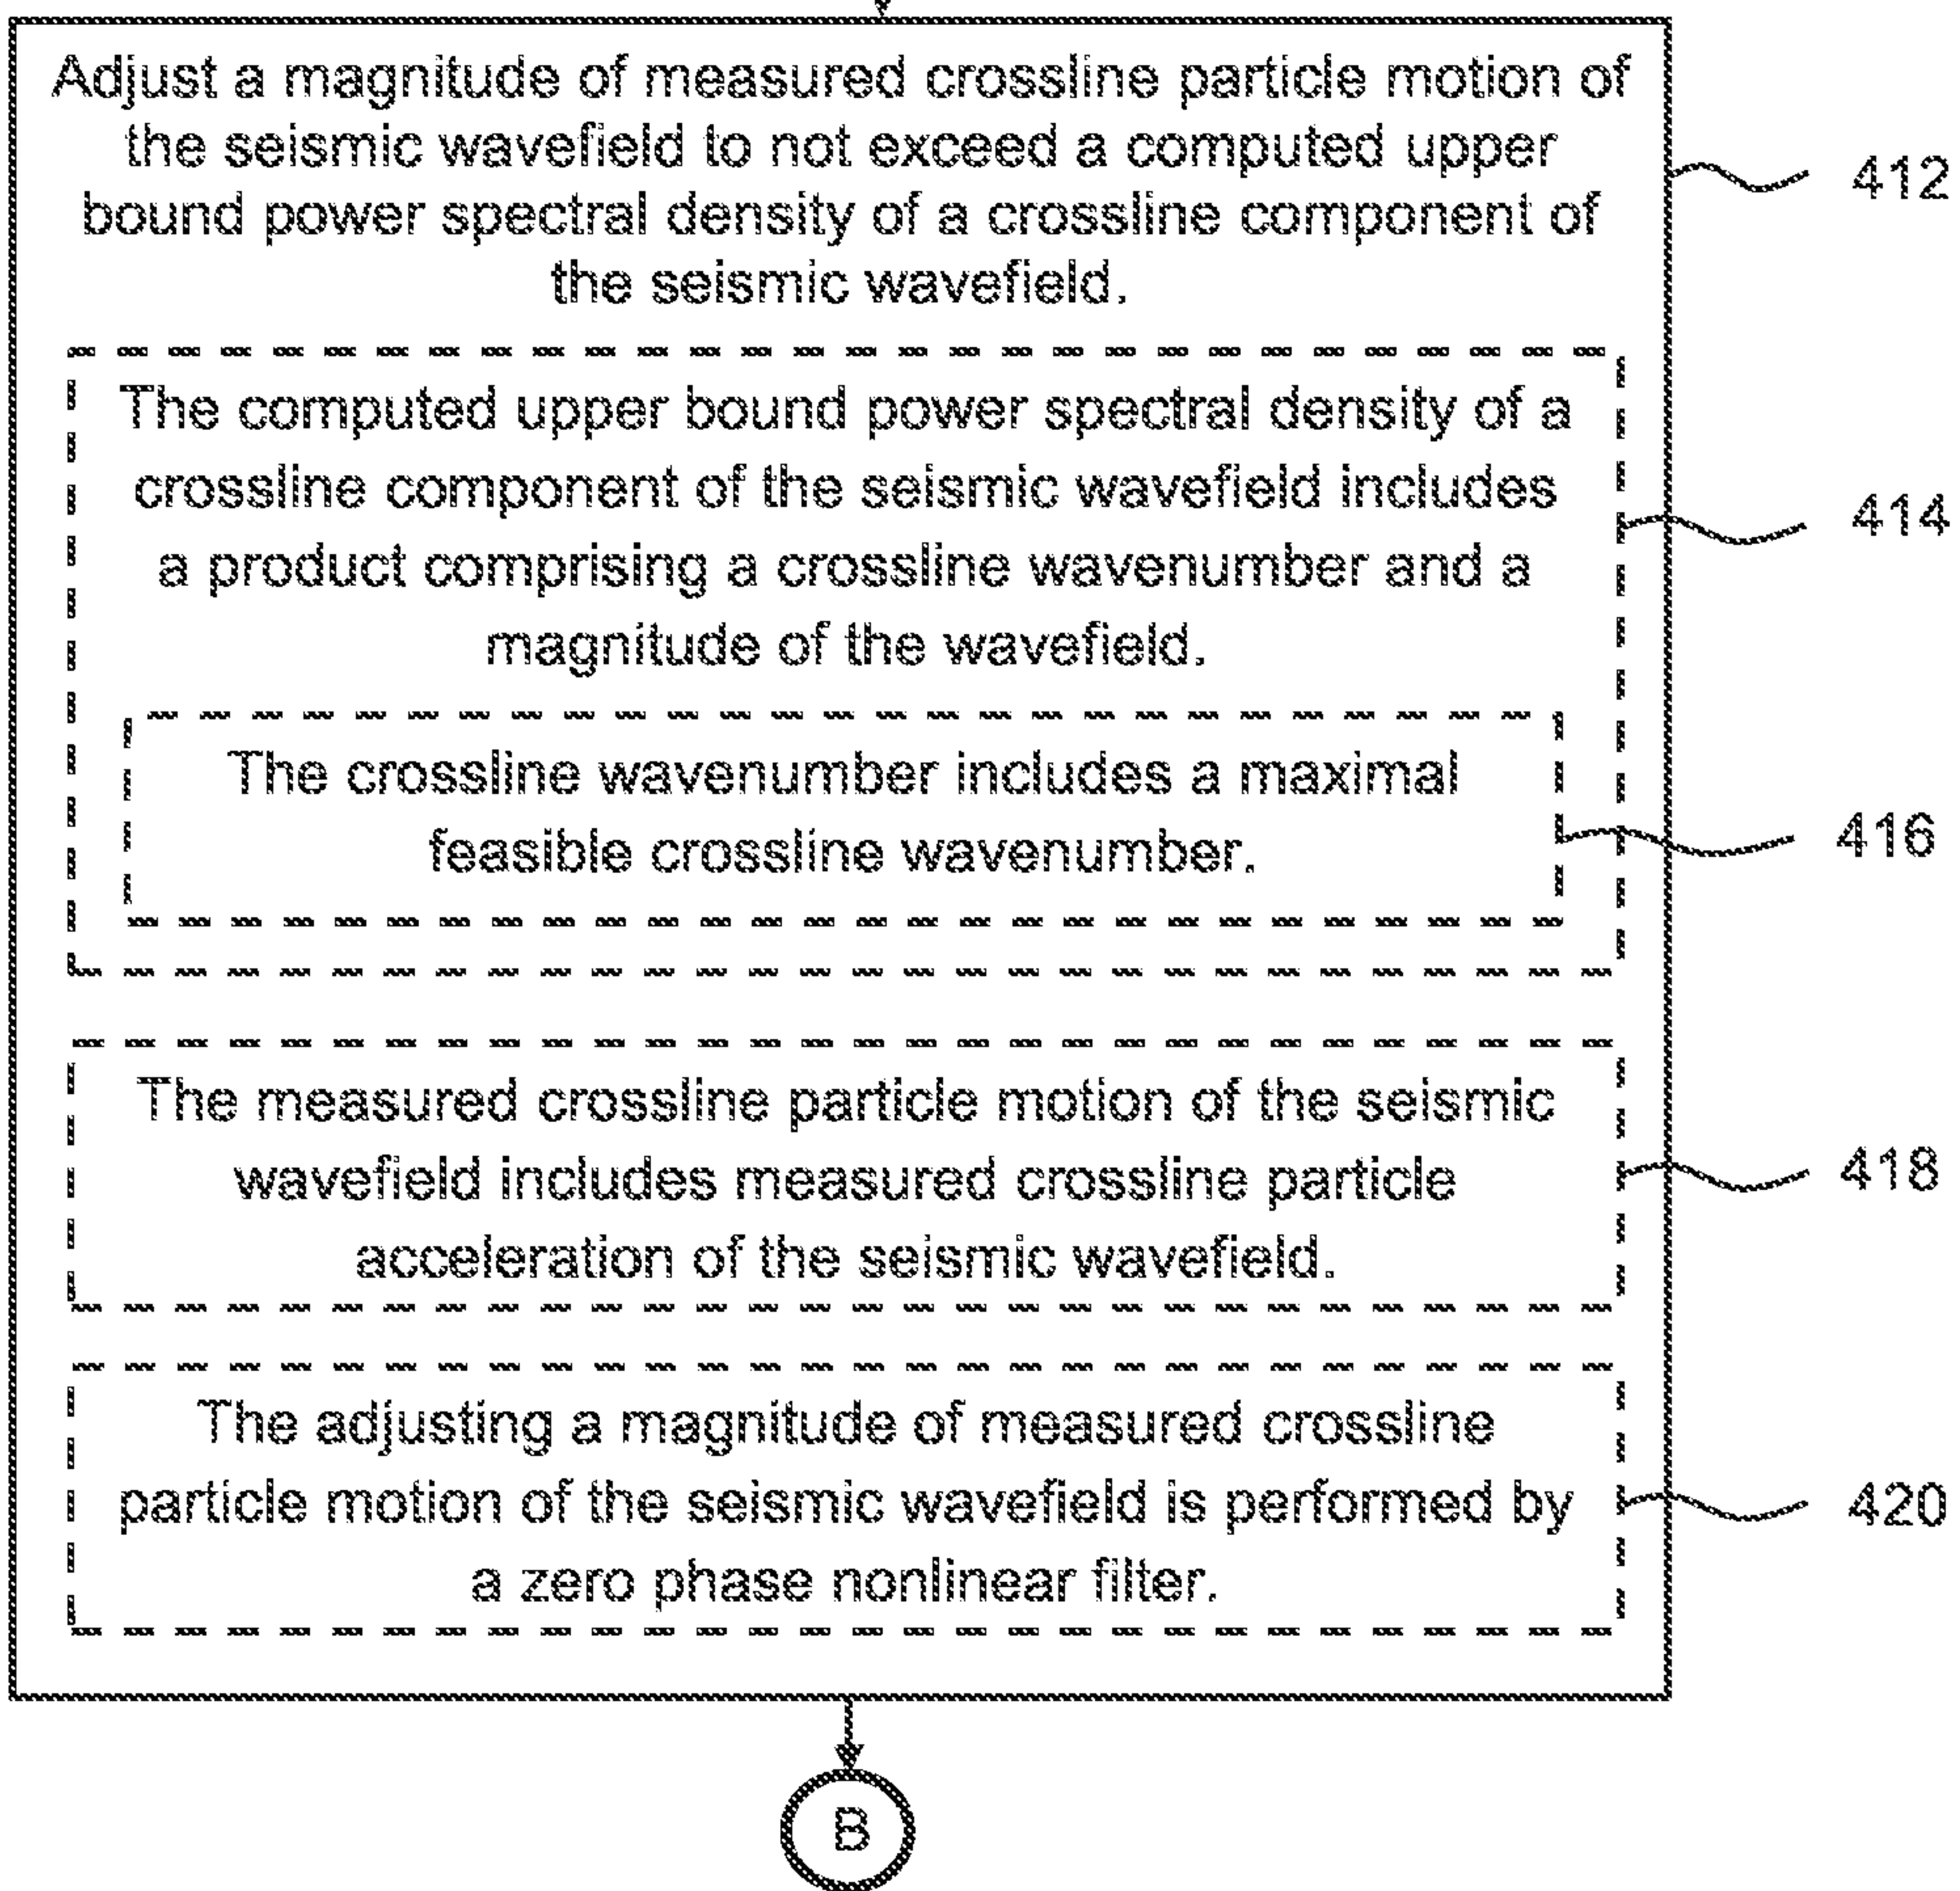 Adjust a magnitude of measured crossline particle motion of
the seismic wavefield to not exceed a computed upper
bound power spectral density of a crossline component of
the seismic wavefield.
412
The computed upper bound power spectral density of a
crossline component of the seismic wavefield includes
a product comprising a crossline wavenumber and a
magnitude of the wavefield.
414
The crossline wavenumber includes a maximal
feasible crossline wavenumber.
416
The measured crossline particle motion of the seismic
wavefield includes measured crossline particle
acceleration of the seismic wavefield.
418
The adjusting a magnitude of measured crossline
particle motion of the seismic wavefield is performed by
a zero phase nonlinear filter.
420
B